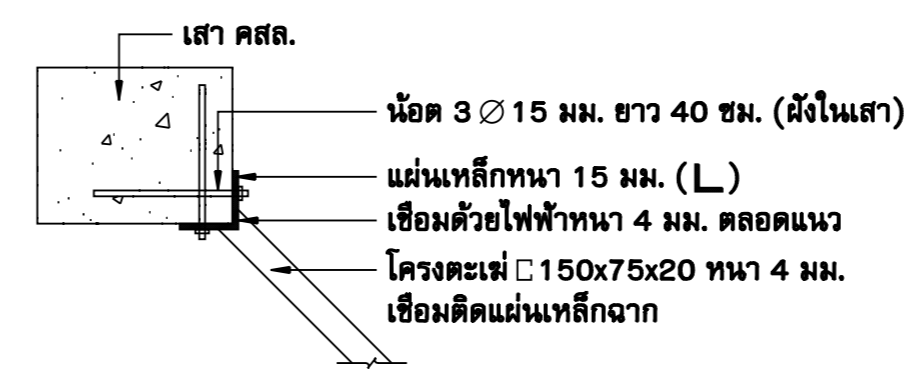 เสา คสล.
น้อต 3 ∅ 15 มม. ยาว 40 ซม. (ฝังในเสา)
แผ่นเหล็กหนา 15 มม. (L)
เชื่อมด้วยไฟฟ้าหนา 4 มม. ตลอดแนว
โครงตะเฆ่ ⊏ 150x75x20 หนา 4 มม.
เชื่อมติดแผ่นเหล็กฉาก